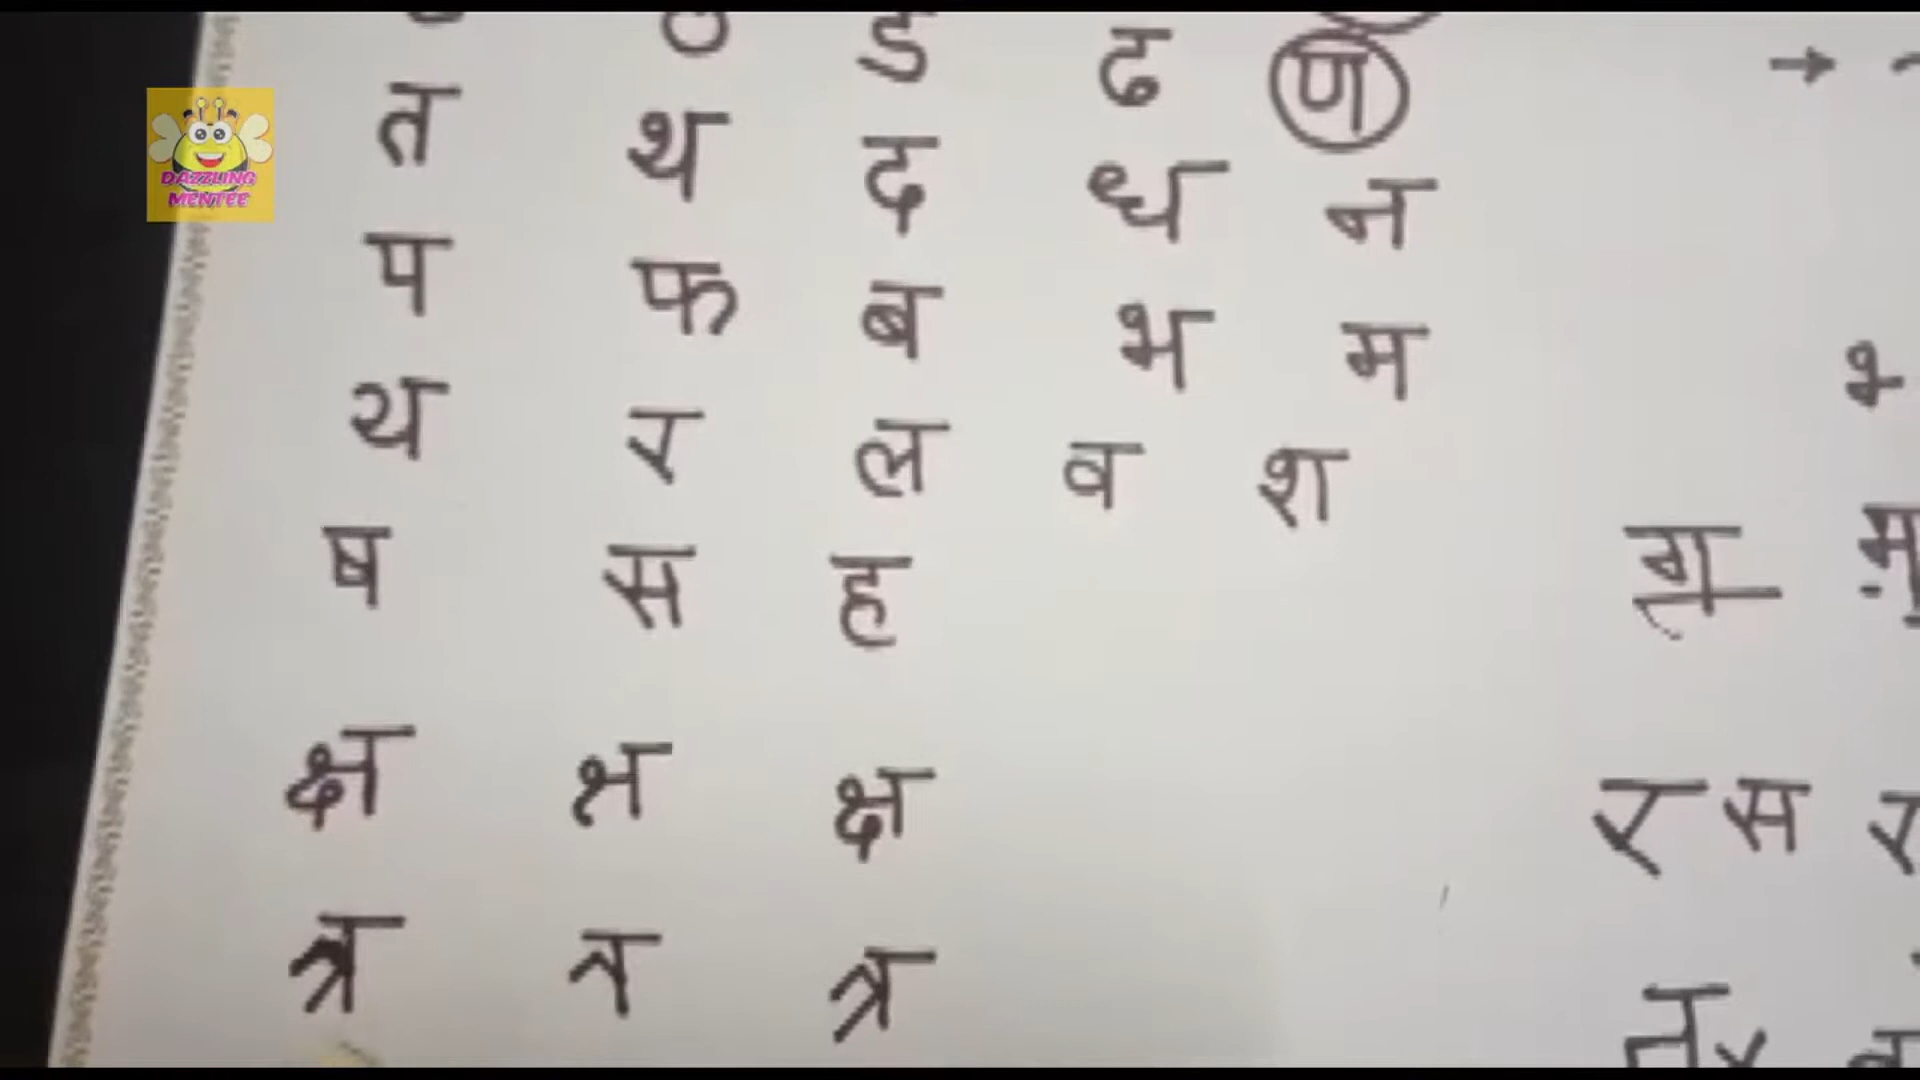 ड ढ ण
त थ द ध न
DAZZLING
MENTEE
प फ ब भ म
य र ल व श
ष स ह
क्ष क्ष
र स र
त्र त्र